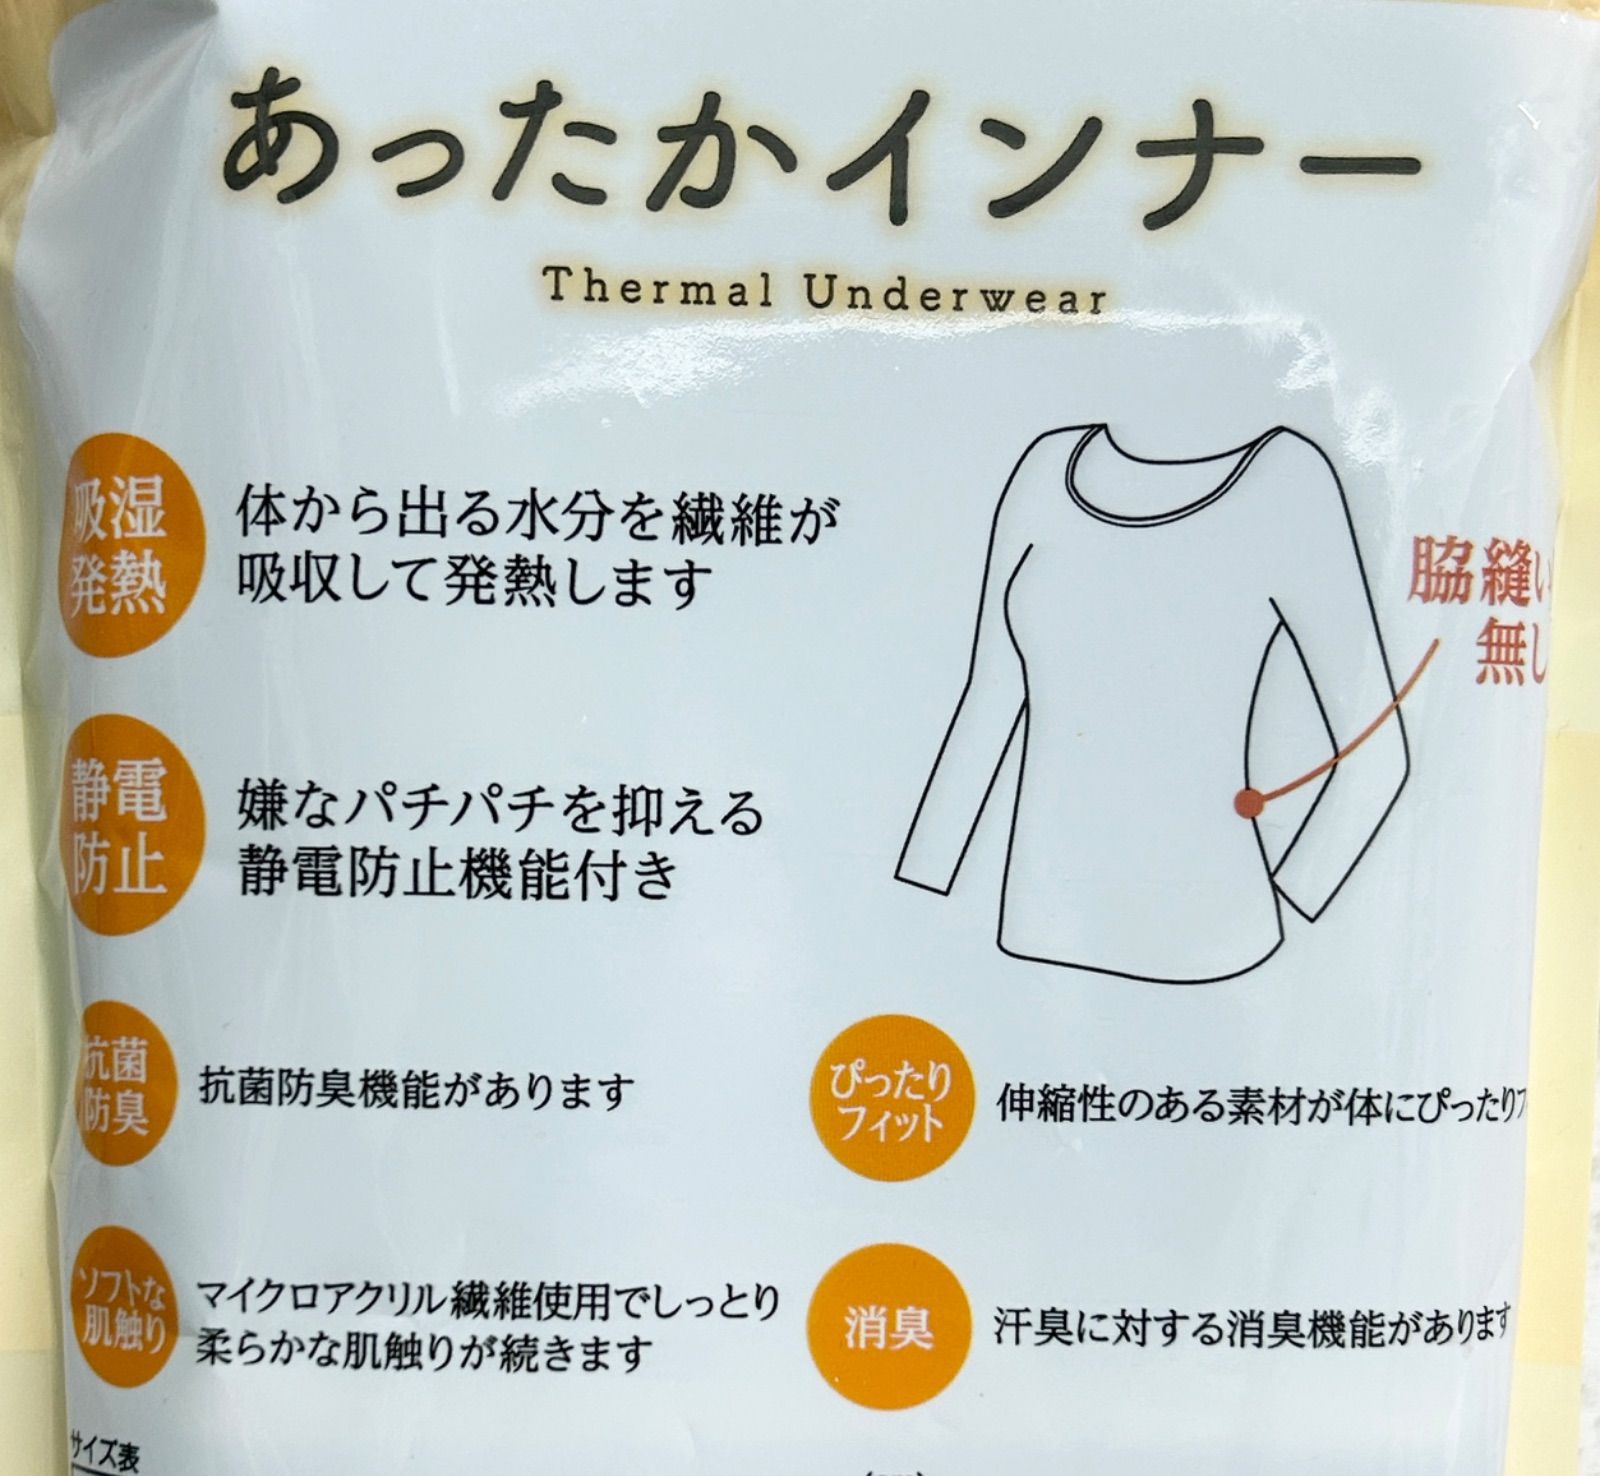 あったかインナー
Thermal Underwear
吸湿
発熱
体から出る水分を繊維が
吸収して発熱します
脇縫い
無し
静電
防止
嫌なパチパチを抑える
静電防止機能付き
抗菌
防臭
抗菌防臭機能があります
ぴったり
フィット
伸縮性のある素材が体にぴったりフ
ソフトな
肌触り
マイクロアクリル繊維使用でしっとり
柔らかな肌触りが続きます
消臭
汗臭に対する消臭機能があります
サイズ表